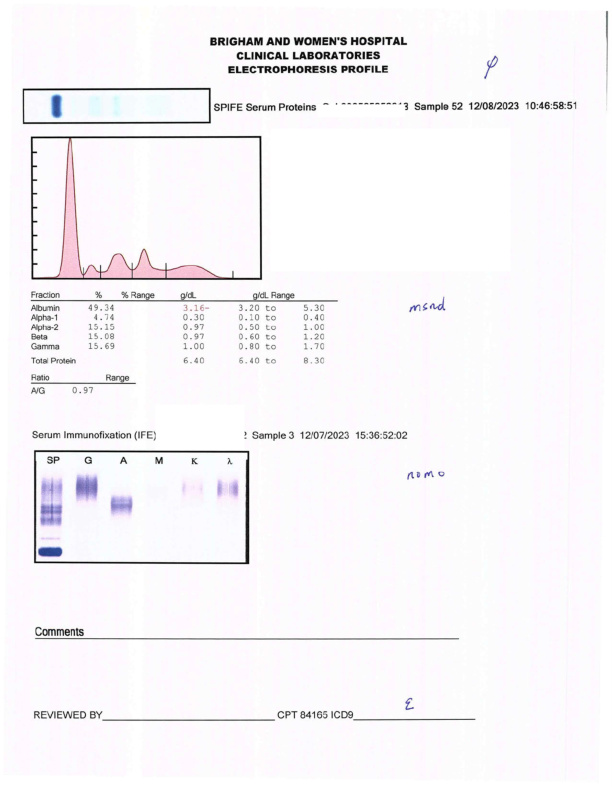 BRIGHAM AND WOMEN'S HOSPITAL
CLINICAL LABORATORIES
ELECTROPHORESIS PROFILE
φ
SPIFE Serum Proteins 3 Sample 52 12/08/2023 10:46:58:51
Fraction % % Range g/dL g/dL Range
Albumin 49.34 3.16- 3.20 to 5.30
Alpha-1 4.74 0.30 0.10 to 0.40
Alpha-2 15.15 0.97 0.50 to 1.00
Beta 15.08 0.97 0.60 to 1.20
Gamma 15.69 1.00 0.80 to 1.70
Total Protein 6.40 6.40 to 8.30
msnd
Ratio Range
A/G 0.97
Serum Immunofixation (IFE) 2 Sample 3 12/07/2023 15:36:52:02
SP G A M K λ
nomo
Comments
REVIEWED BY CPT 84165 ICD9